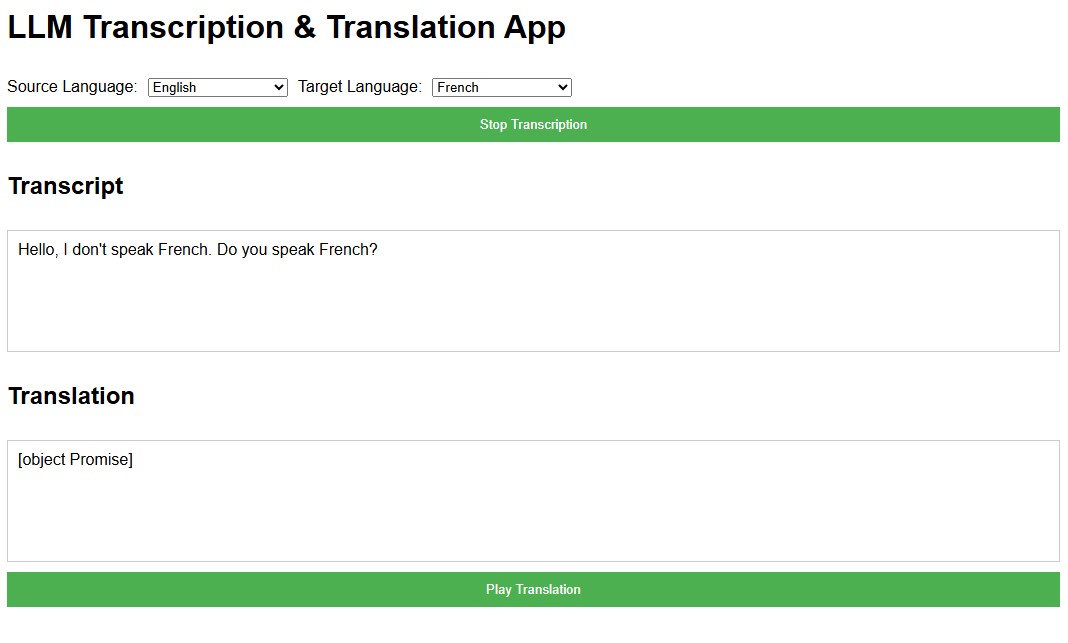 LLM Transcription & Translation App
Source Language: English Target Language: French
Stop Transcription
Transcript
Hello, I don't speak French. Do you speak French?
Translation
[object Promise]
Play Translation